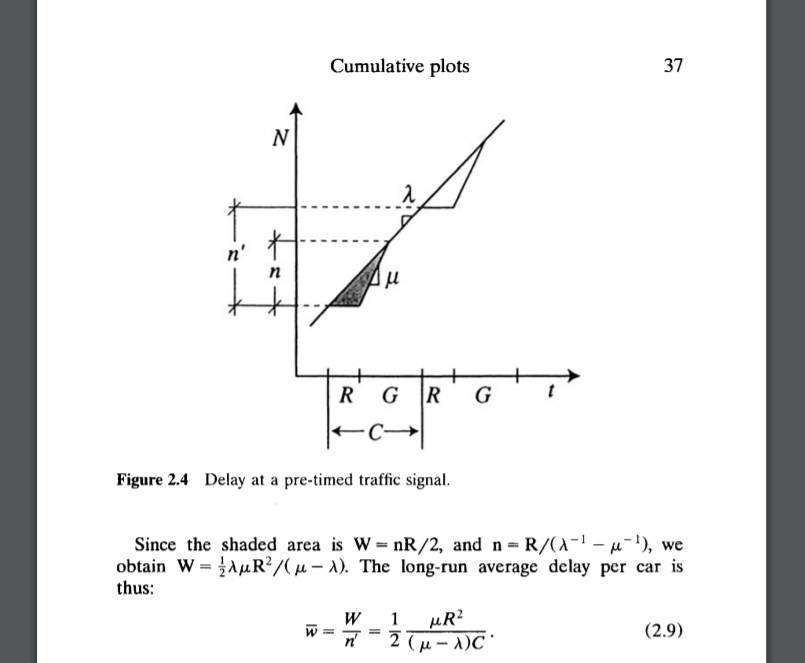 Cumulative plots 37
N
λ
n'
n
μ
R G R G t
C
Figure 2.4 Delay at a pre-timed traffic signal.
Since the shaded area is W = nR/2, and n = R/(λ⁻¹ − μ⁻¹), we
obtain W = ½λμR²/(μ − λ). The long-run average delay per car is
thus:
w̅ = W/n′ = 1/2 μR²/(μ − λ)C. (2.9)